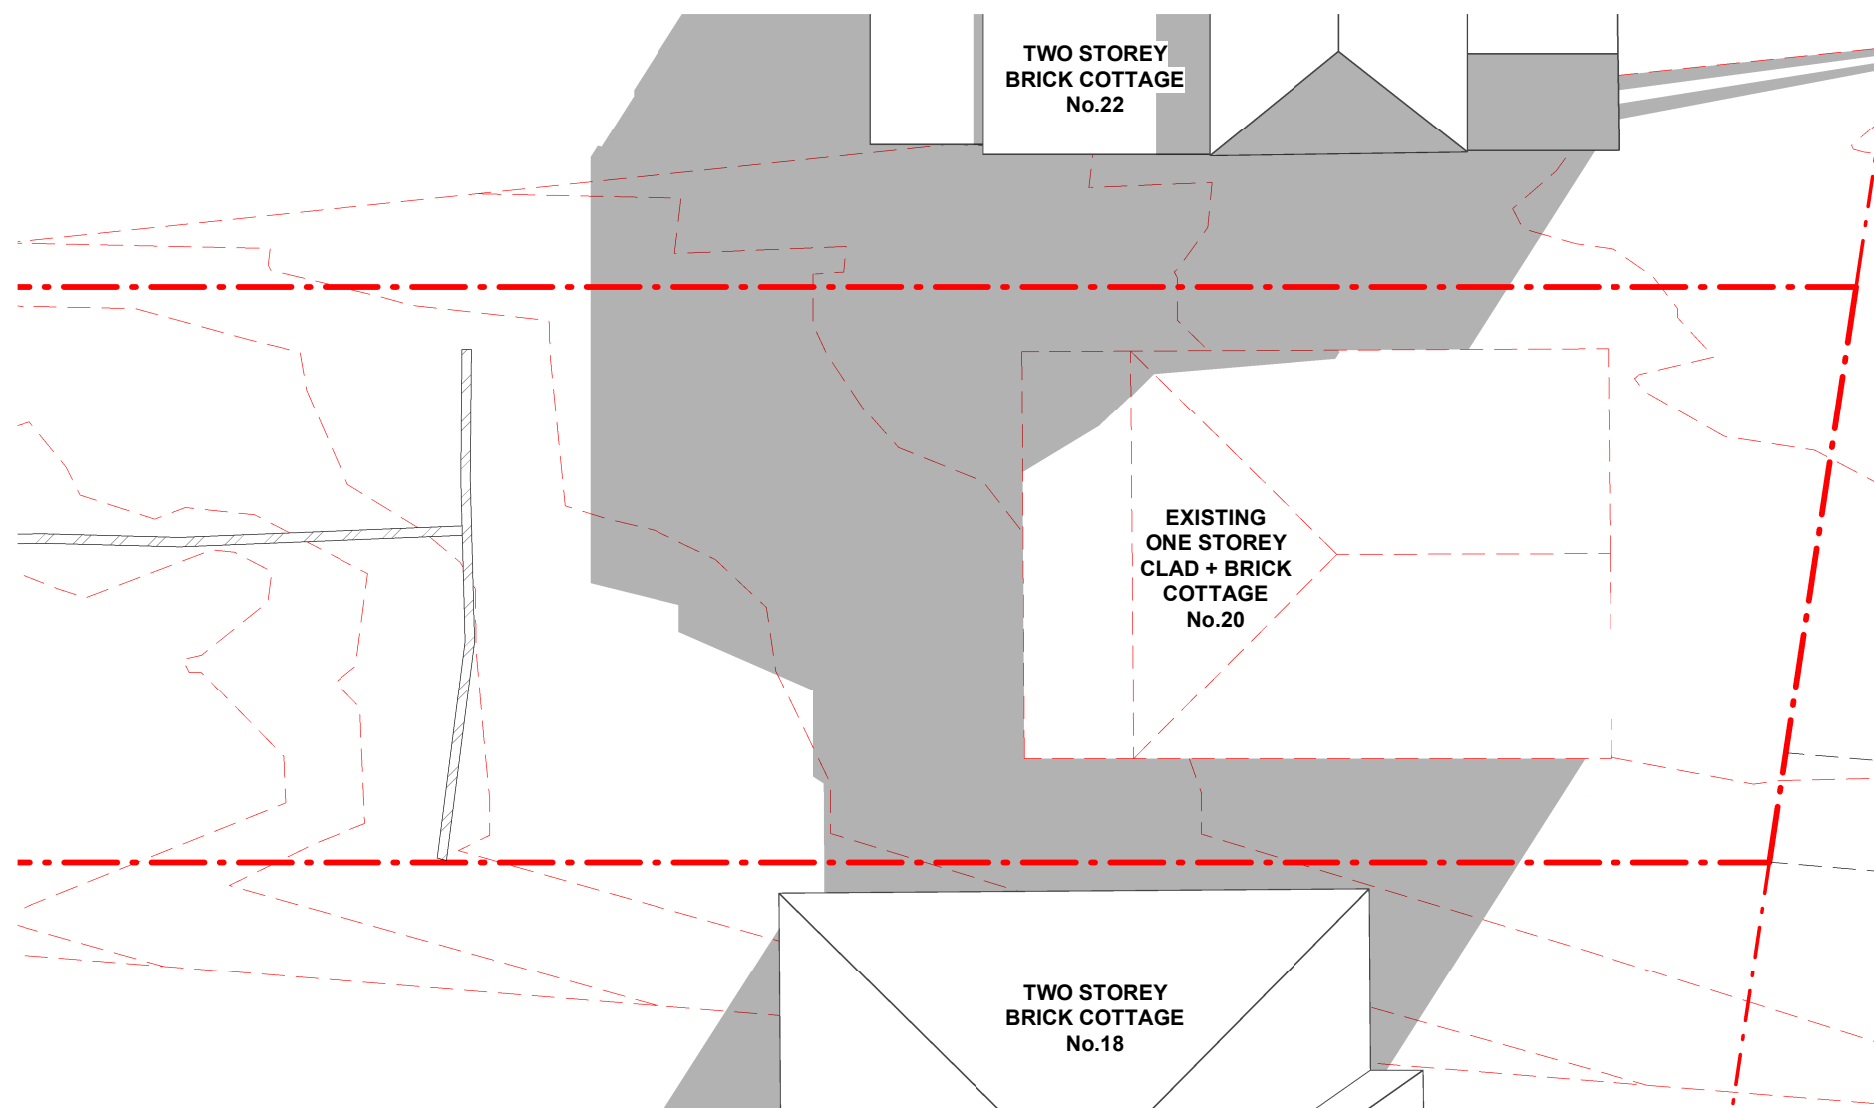 TWO STOREY
BRICK COTTAGE
No.22
EXISTING
ONE STOREY
CLAD + BRICK
COTTAGE
No.20
TWO STOREY
BRICK COTTAGE
No.18